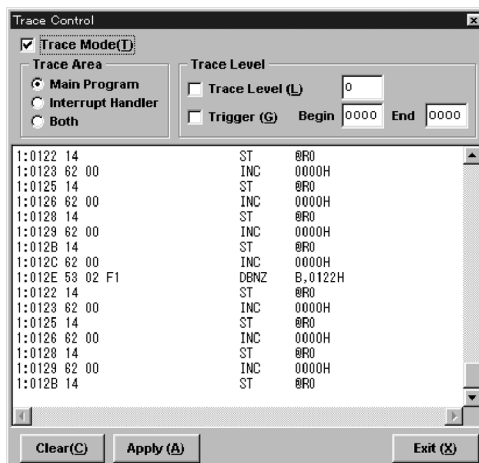 Trace Control
Trace Mode(T)
Trace Area
Main Program
Interrupt Handler
Both
Trace Level
Trace Level (L) 0
Trigger (G) Begin 0000 End 0000
1:0122 14 ST @R0
1:0123 62 00 INC 0000H
1:0125 14 ST @R0
1:0126 62 00 INC 0000H
1:0128 14 ST @R0
1:0129 62 00 INC 0000H
1:012B 14 ST @R0
1:012C 62 00 INC 0000H
1:012E 53 02 F1 DBNZ B,0122H
1:0122 14 ST @R0
1:0123 62 00 INC 0000H
1:0125 14 ST @R0
1:0126 62 00 INC 0000H
1:0128 14 ST @R0
1:0129 62 00 INC 0000H
1:012B 14 ST @R0
Clear(C) Apply (A) Exit (X)